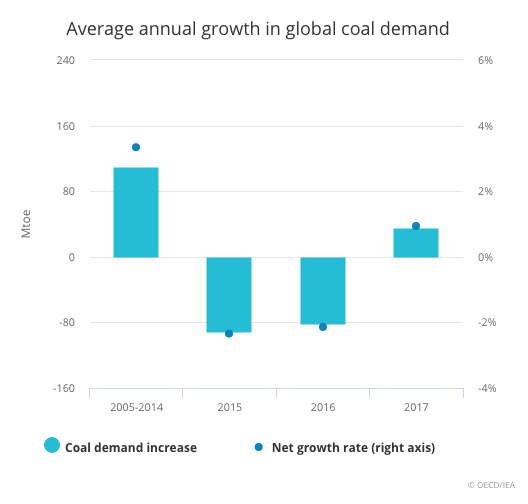 Average annual growth in global coal demand
240 6%
160 4%
80 2%
Mtoe
0 0%
-80 -2%
-160 -4%
2005-2014 2015 2016 2017
Coal demand increase Net growth rate (right axis)
© OECD/IEA